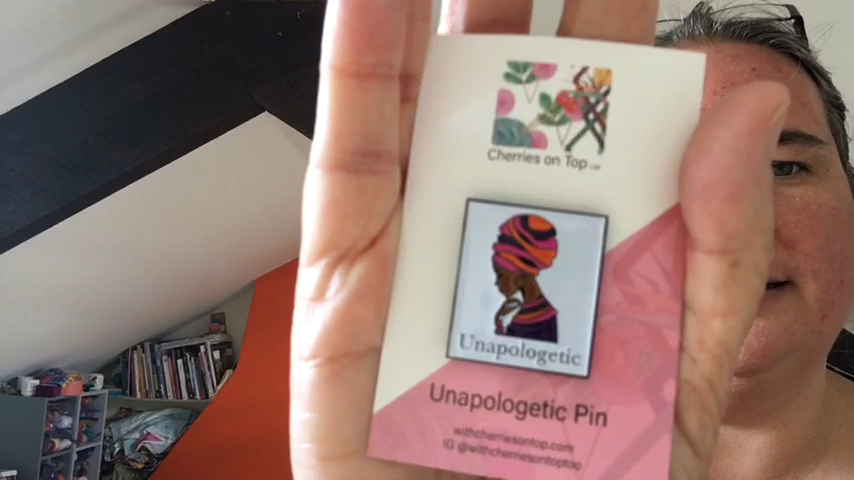 Cherries on Top
Unapologetic
Unapologetic Pin
withcherriesontop.com
IG @withcherriesontoptoo